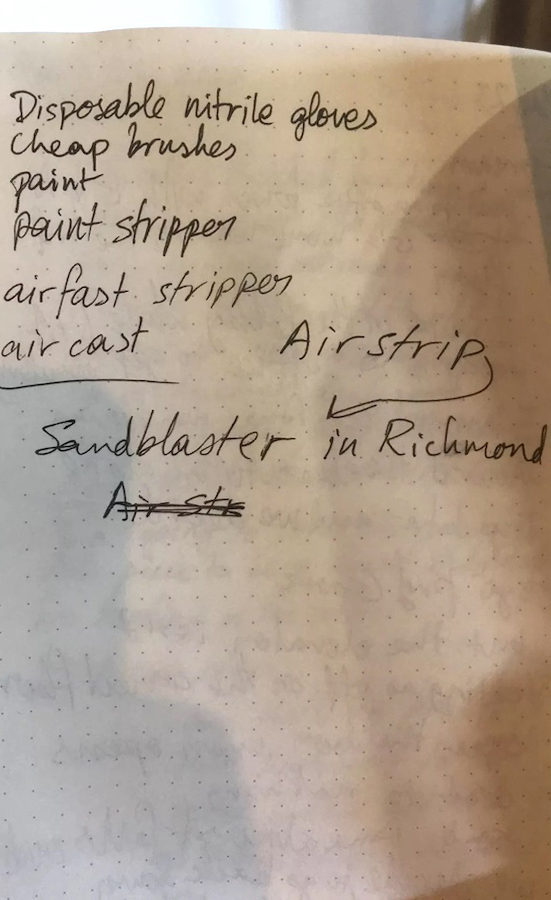 Disposable nitrile gloves
cheap brushes
paint
paint stripper
airfast stripper
air cast
Airstrip
Sandblaster in Richmond
Air Str